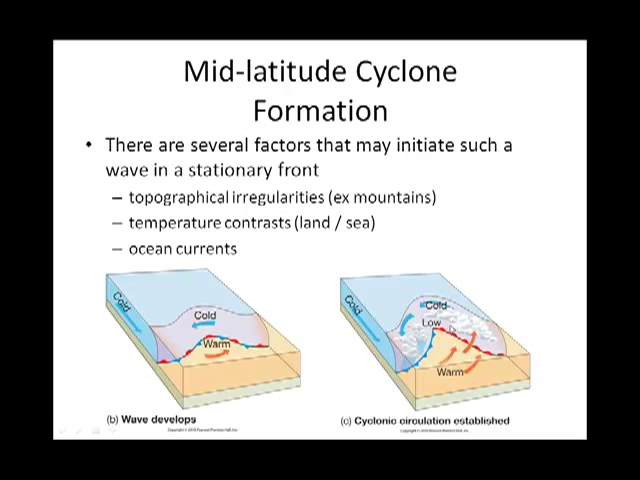 Mid-latitude Cyclone
Formation
• There are several factors that may initiate such a
wave in a stationary front
– topographical irregularities (ex mountains)
– temperature contrasts (land / sea)
– ocean currents
Cold
Cold
Warm
(b) Wave develops
Cold
Cold
Low
Warm
(c) Cyclonic circulation established